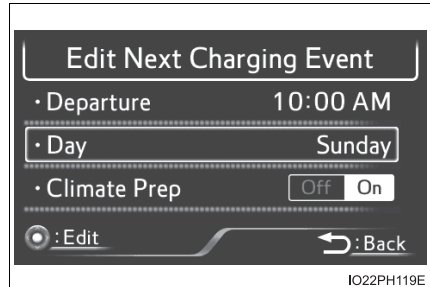 Edit Next Charging Event
· Departure 10:00 AM
· Day Sunday
· Climate Prep Off On
: Edit : Back
IO22PH119E